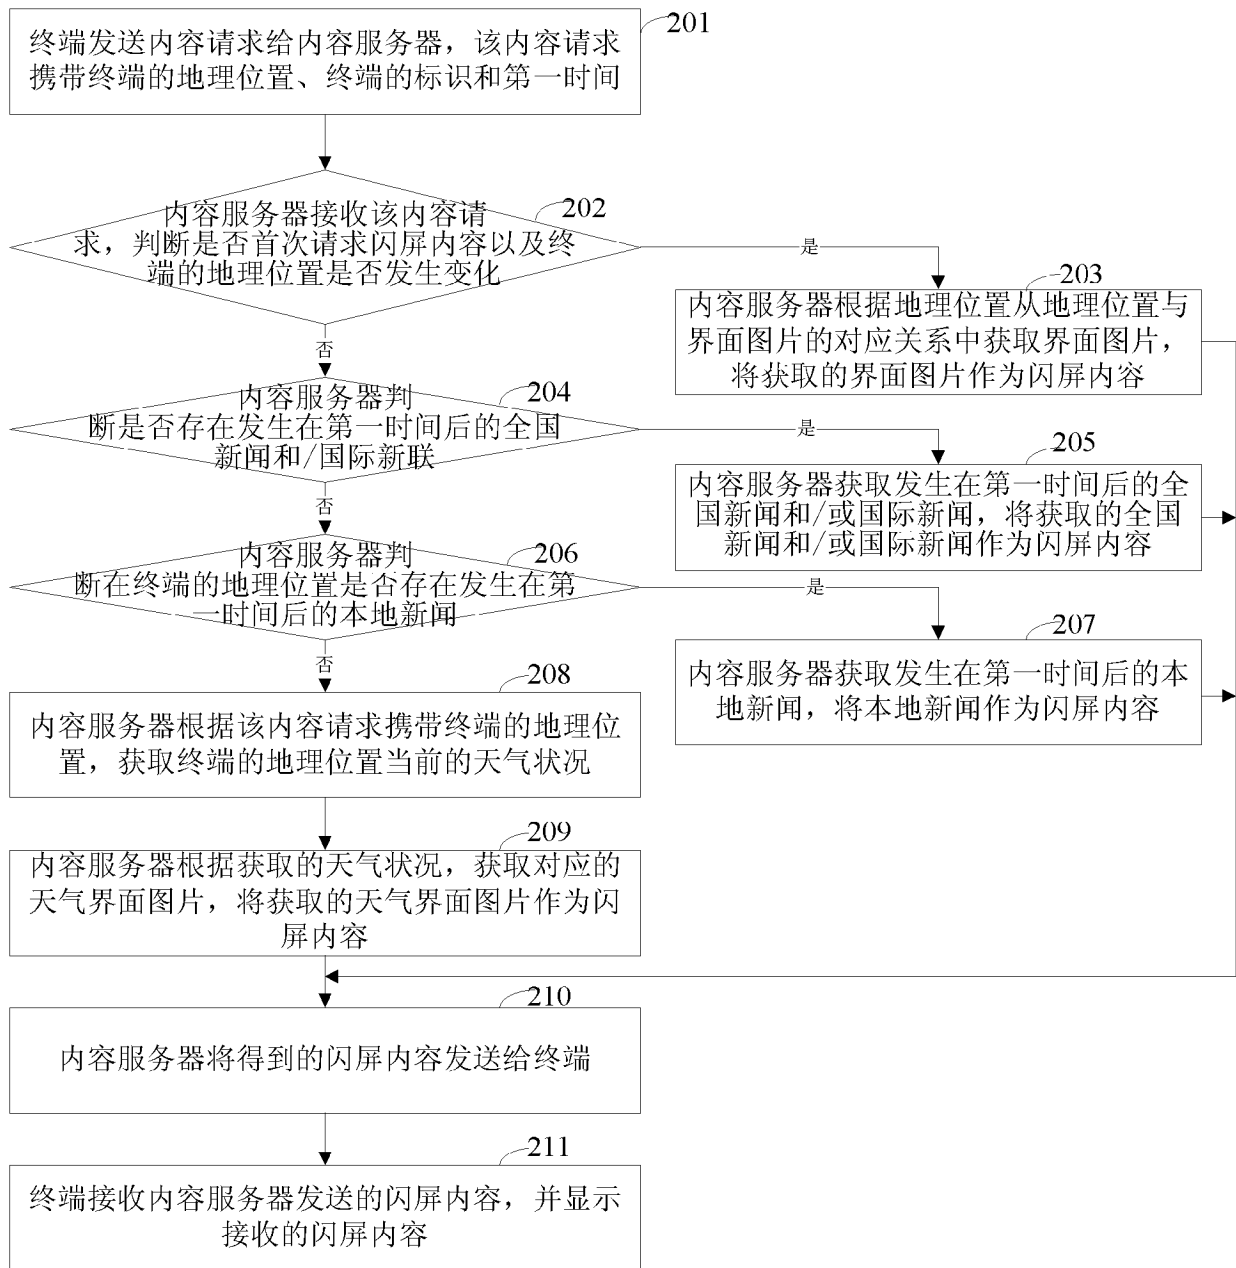 201
终端发送内容请求给内容服务器，该内容请求
携带终端的地理位置、终端的标识和第一时间
202
内容服务器接收该内容请
求，判断是否首次请求闪屏内容以及终
端的地理位置是否发生变化
是
203
内容服务器根据地理位置从地理位置与
界面图片的对应关系中获取界面图片，
将获取的界面图片作为闪屏内容
否
204
内容服务器判
断是否存在发生在第一时间后的全国
新闻和/国际新联
是
205
内容服务器获取发生在第一时间后的全
国新闻和/或国际新闻，将获取的全国
新闻和/或国际新闻作为闪屏内容
否
206
内容服务器判
断在终端的地理位置是否存在发生在第
一时间后的本地新闻
是
207
内容服务器获取发生在第一时间后的本
地新闻，将本地新闻作为闪屏内容
否
208
内容服务器根据该内容请求携带终端的地理位
置，获取终端的地理位置当前的天气状况
209
内容服务器根据获取的天气状况，获取对应的
天气界面图片，将获取的天气界面图片作为闪
屏内容
210
内容服务器将得到的闪屏内容发送给终端
211
终端接收内容服务器发送的闪屏内容，并显示
接收的闪屏内容